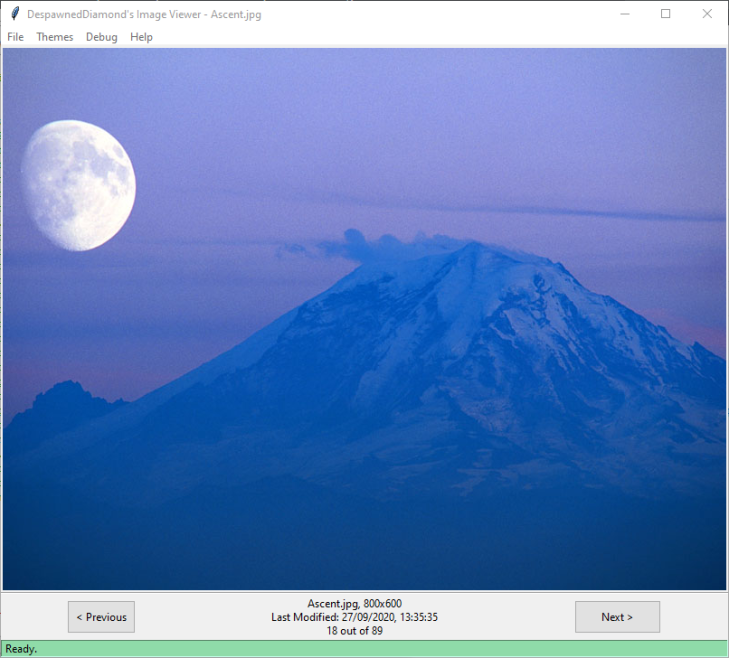 DespawnedDiamond's Image Viewer - Ascent.jpg
File Themes Debug Help
Ascent.jpg, 800x600
< Previous Last Modified: 27/09/2020, 13:35:35 Next >
18 out of 89
Ready.